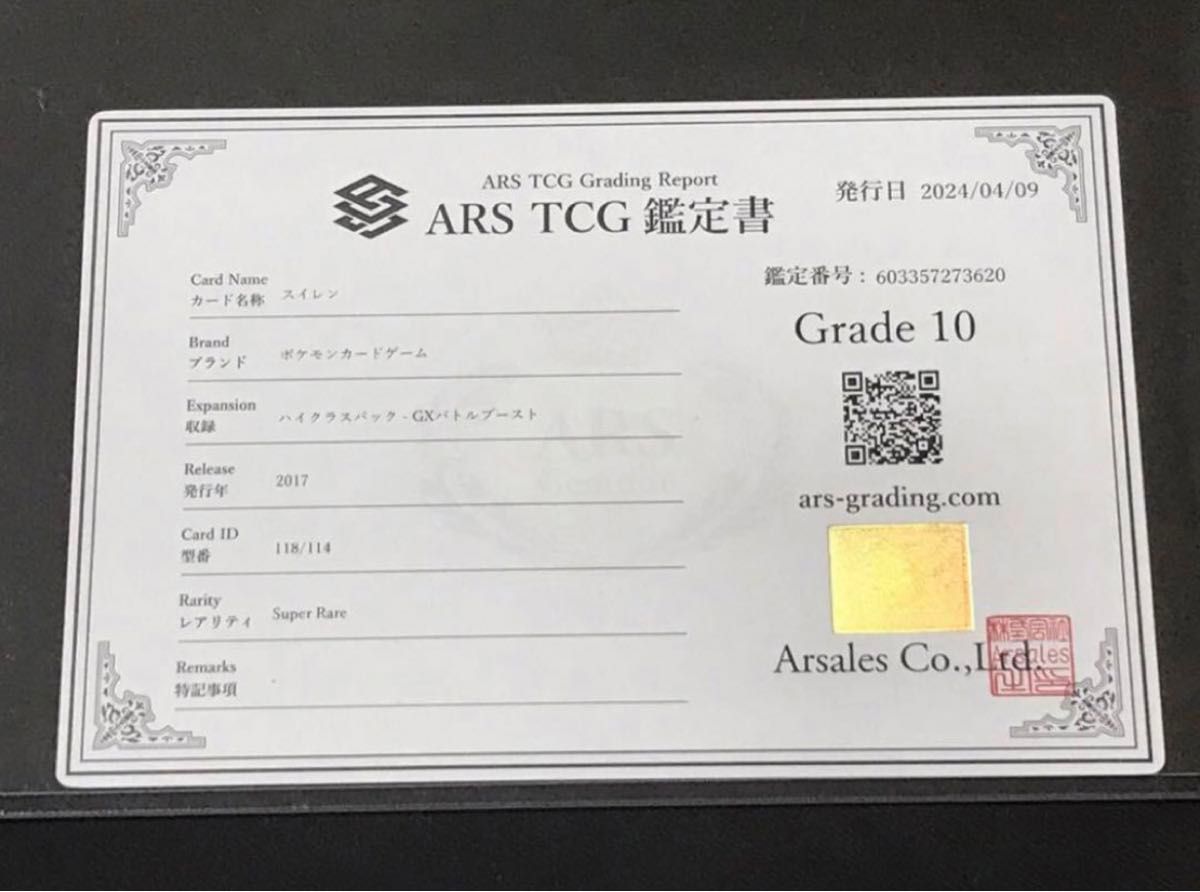 ARS TCG Grading Report
ARS TCG 鑑定書
発行日 2024/04/09
Card Name
カード名称 スイレン
Brand
ブランド ポケモンカードゲーム
Expansion
収録 ハイクラスパック - GXバトルブースト
Release
発行年 2017
Card ID
型番 118/114
Rarity
レアリティ Super Rare
Remarks
特記事項 -
鑑定番号: 603357273620
Grade 10
ars-grading.com
Arsales Co.,Ltd.
Arsales
ARS